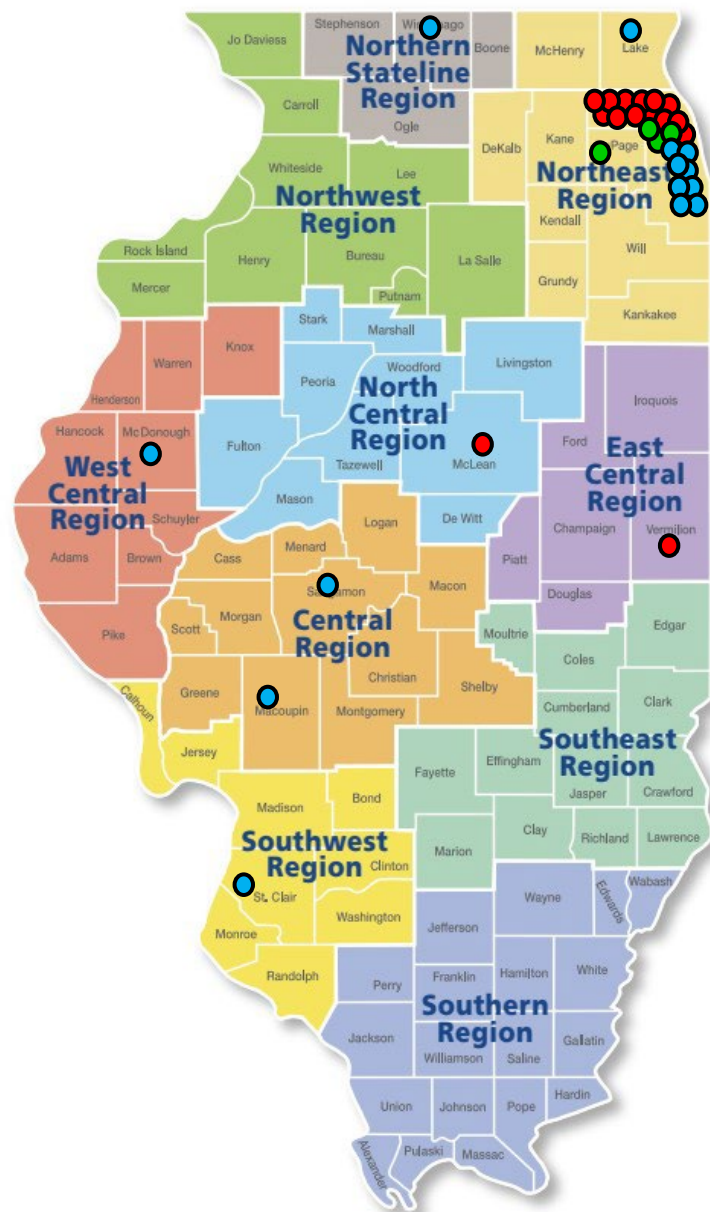 Jo Daviess
Stephenson
Boone
McHenry
Lake
Northern
Stateline
Region
Carroll
Ogle
DeKalb
Kane
Page
Northeast
Region
Whiteside
Lee
Northwest
Region
Kendall
Will
Rock Island
Henry
Bureau
La Salle
Grundy
Mercer
Putnam
Kankakee
Stark
Marshall
Warren
Knox
Henderson
Peoria
Woodford
Livingston
North
Central
Region
Iroquois
Ford
Hancock
McDonough
Fulton
Tazewell
McLean
East
Central
Region
West
Central
Region
Mason
Schuyler
Logan
De Witt
Champaign
Vermilion
Adams
Brown
Cass
Menard
Piatt
Sangamon
Macon
Douglas
Morgan
Scott
Central
Region
Moultrie
Edgar
Pike
Christian
Coles
Greene
Macoupin
Montgomery
Shelby
Cumberland
Clark
Calhoun
Jersey
Southeast
Region
Fayette
Effingham
Jasper
Crawford
Madison
Bond
Southwest
Region
Clinton
Clay
Richland
Lawrence
Marion
St. Clair
Washington
Wayne
Edwards
Wabash
Monroe
Jefferson
Randolph
Perry
Franklin
Hamilton
White
Southern
Region
Jackson
Williamson
Saline
Gallatin
Union
Johnson
Pope
Hardin
Alexander
Pulaski
Massac